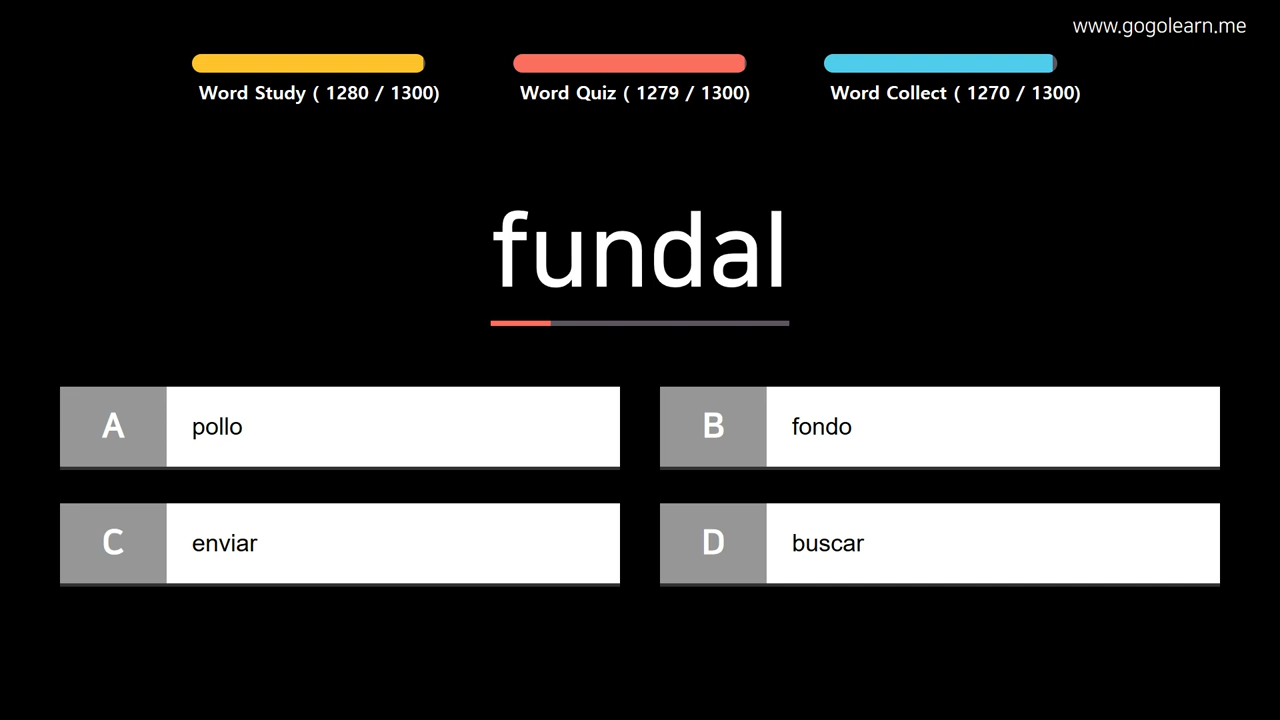 www.gogolearn.me
Word Study ( 1280 / 1300)
Word Quiz ( 1279 / 1300)
Word Collect ( 1270 / 1300)
fundal
A pollo
B fondo
C enviar
D buscar